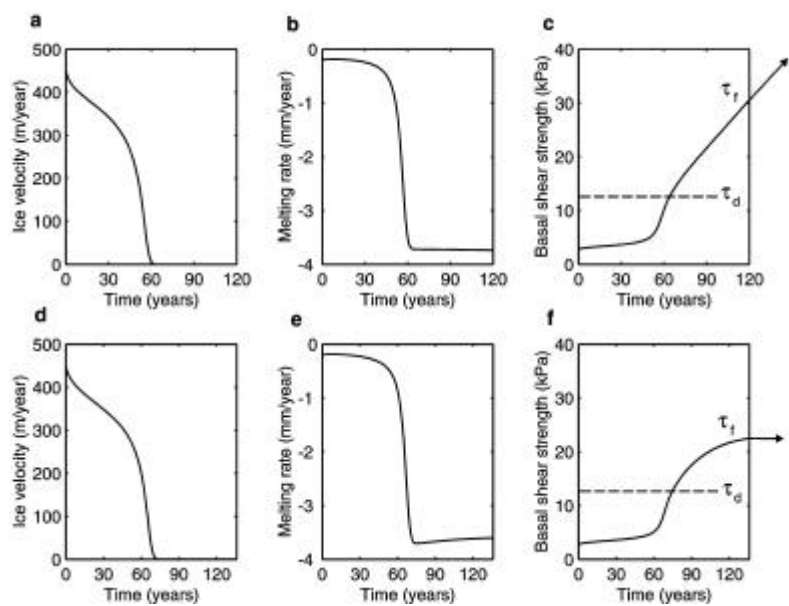 a
b
c
500
400
300
200
100
0
Ice velocity (m/year)
0 30 60 90 120
Time (years)
0
-1
-2
-3
-4
Melting rate (mm/year)
0 30 60 90 120
Time (years)
40
30
20
10
0
Basal shear strength (kPa)
τf
τd
0 30 60 90 120
Time (years)
d
e
f
500
400
300
200
100
0
Ice velocity (m/year)
0 30 60 90 120
Time (years)
0
-1
-2
-3
-4
Melting rate (mm/year)
0 30 60 90 120
Time (years)
40
30
20
10
0
Basal shear strength (kPa)
τf
τd
0 30 60 90 120
Time (years)